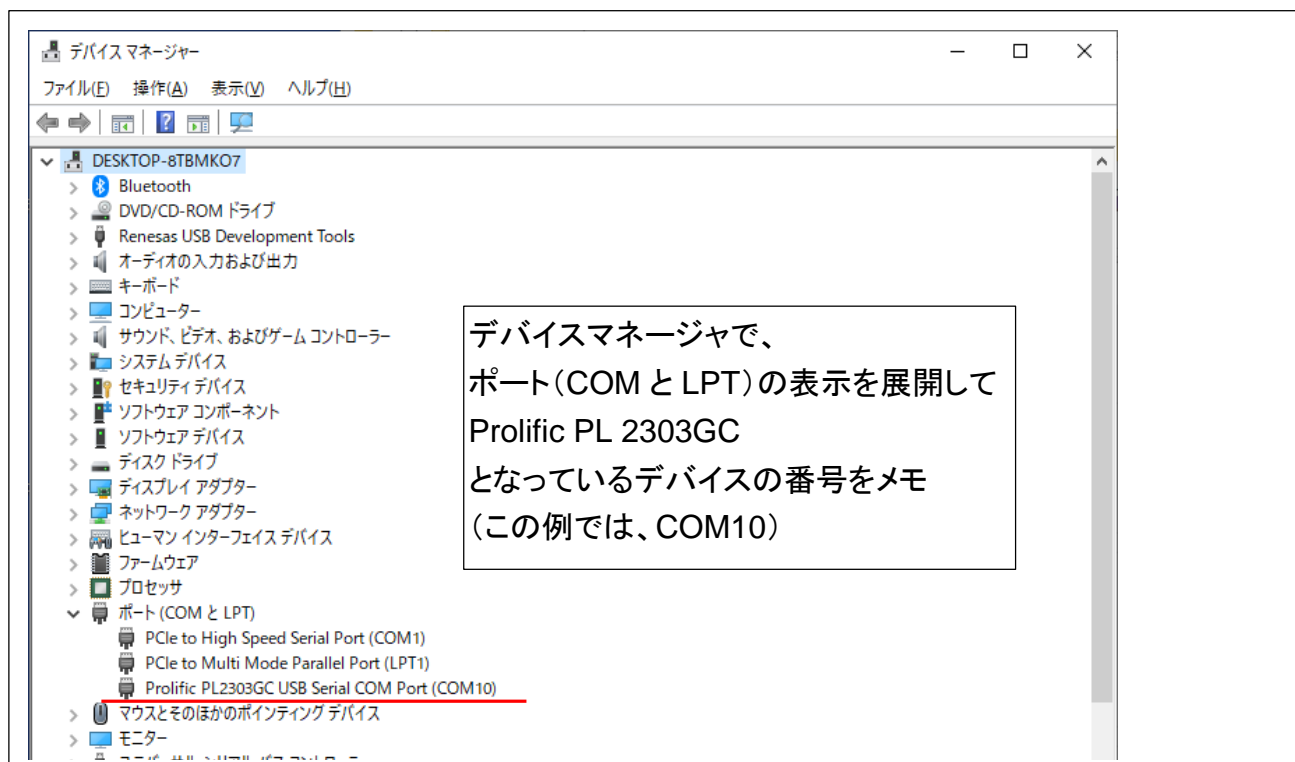 デバイス マネージャー
ファイル(F) 操作(A) 表示(V) ヘルプ(H)
DESKTOP-8TBMKO7
Bluetooth
DVD/CD-ROM ドライブ
Renesas USB Development Tools
オーディオの入力および出力
キーボード
コンピューター
サウンド、ビデオ、およびゲーム コントローラー
システム デバイス
セキュリティ デバイス
ソフトウェア コンポーネント
ソフトウェア デバイス
ディスク ドライブ
ディスプレイ アダプター
ネットワーク アダプター
ヒューマン インターフェイス デバイス
ファームウェア
プロセッサ
ポート (COM と LPT)
PCIe to High Speed Serial Port (COM1)
PCIe to Multi Mode Parallel Port (LPT1)
Prolific PL2303GC USB Serial COM Port (COM10)
マウスとそのほかのポインティング デバイス
モニター
デバイスマネージャで、
ポート(COM と LPT)の表示を展開して
Prolific PL 2303GC
となっているデバイスの番号をメモ
(この例では、COM10)